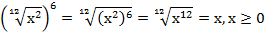 (¹²√x²)⁶ = ¹²√(x²)⁶ = ¹²√x¹² = x, x ≥ 0